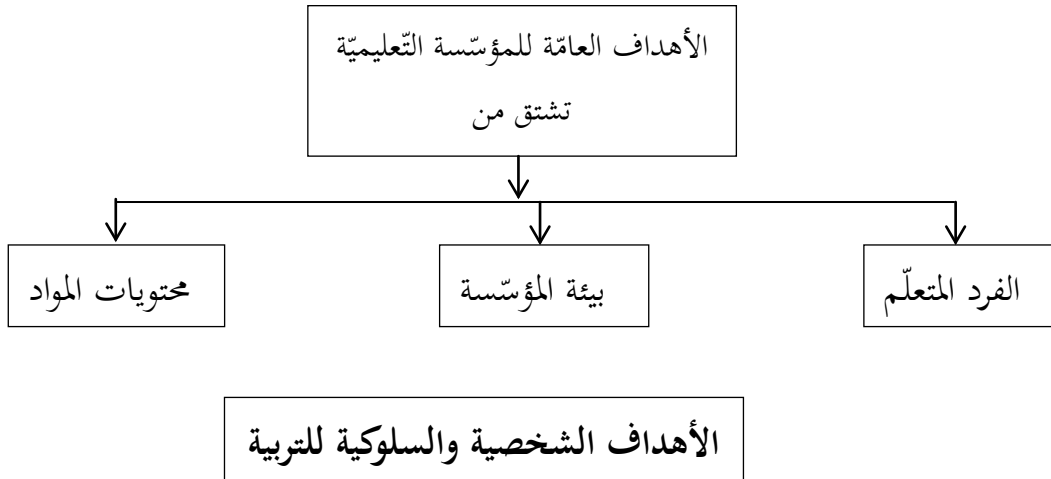 الأهداف العامّة للمؤسّسة التّعليميّة
تشتق من
الفرد المتعلّم
بيئة المؤسّسة
محتويات المواد
الأهداف الشخصية والسلوكية للتربية